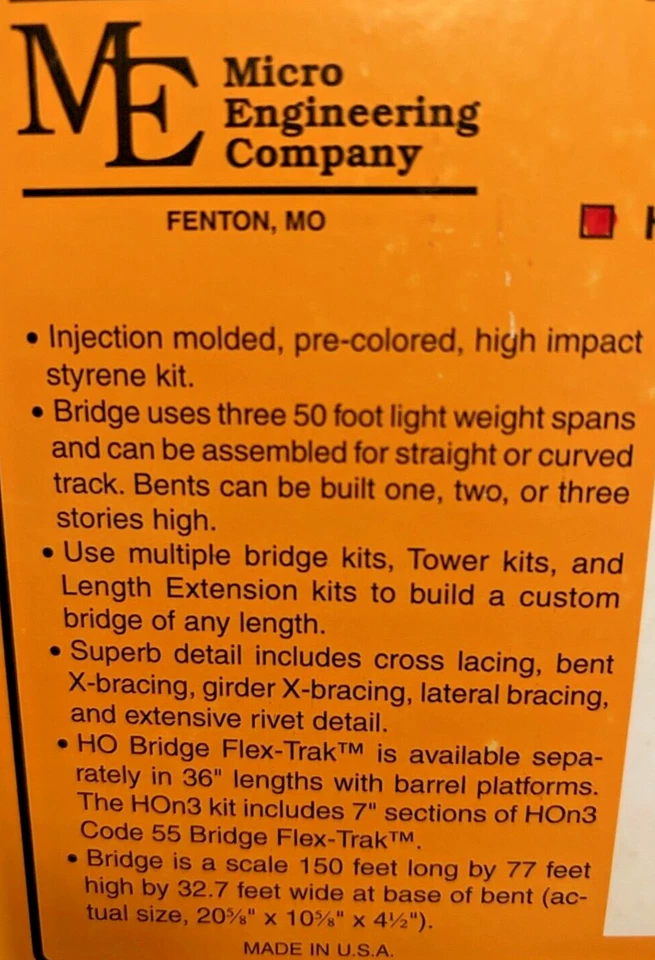 ME Micro
Engineering
Company
FENTON, MO
• Injection molded, pre-colored, high impact
styrene kit.
• Bridge uses three 50 foot light weight spans
and can be assembled for straight or curved
track. Bents can be built one, two, or three
stories high.
• Use multiple bridge kits, Tower kits, and
Length Extension kits to build a custom
bridge of any length.
• Superb detail includes cross lacing, bent
X-bracing, girder X-bracing, lateral bracing,
and extensive rivet detail.
• HO Bridge Flex-Trak™ is available sepa-
rately in 36" lengths with barrel platforms.
The HOn3 kit includes 7" sections of HOn3
Code 55 Bridge Flex-Trak™.
• Bridge is a scale 150 feet long by 77 feet
high by 32.7 feet wide at base of bent (ac-
tual size, 20⅝" x 10⅝" x 4½").
MADE IN U.S.A.